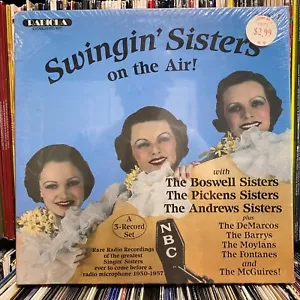 RADIOLA
Swingin' Sisters
on the Air!
$2.99
with
The Boswell Sisters
The Pickens Sisters
The Andrews Sisters
plus
The DeMarcos
The Barrys
The Moylans
The Fontanes
and
The McGuires!
A
3-Record
Set
NBC
Rare Radio Recordings
of the greatest
Singin' Sisters
ever to come before a
radio microphone 1930-1957